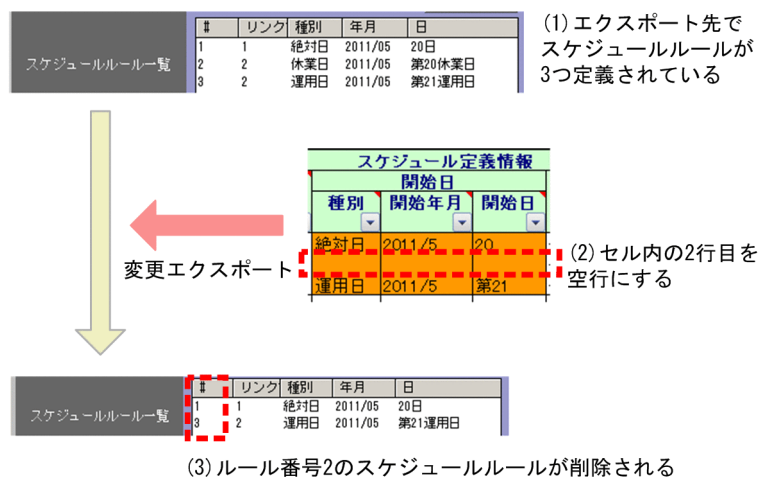 # リンク 種別 年月 日
1 1 絶対日 2011/05 20日
2 2 休業日 2011/05 第20休業日
3 2 運用日 2011/05 第21運用日
スケジュールルール一覧
(1)エクスポート先で
スケジュールルールが
3つ定義されている
スケジュール定義情報
開始日
種別 開始年月 開始日
絶対日 2011/5 20
運用日 2011/5 第21
変更エクスポート
(2)セル内の2行目を
空行にする
# リンク 種別 年月 日
1 1 絶対日 2011/05 20日
3 2 運用日 2011/05 第21運用日
スケジュールルール一覧
(3)ルール番号2のスケジュールルールが削除される